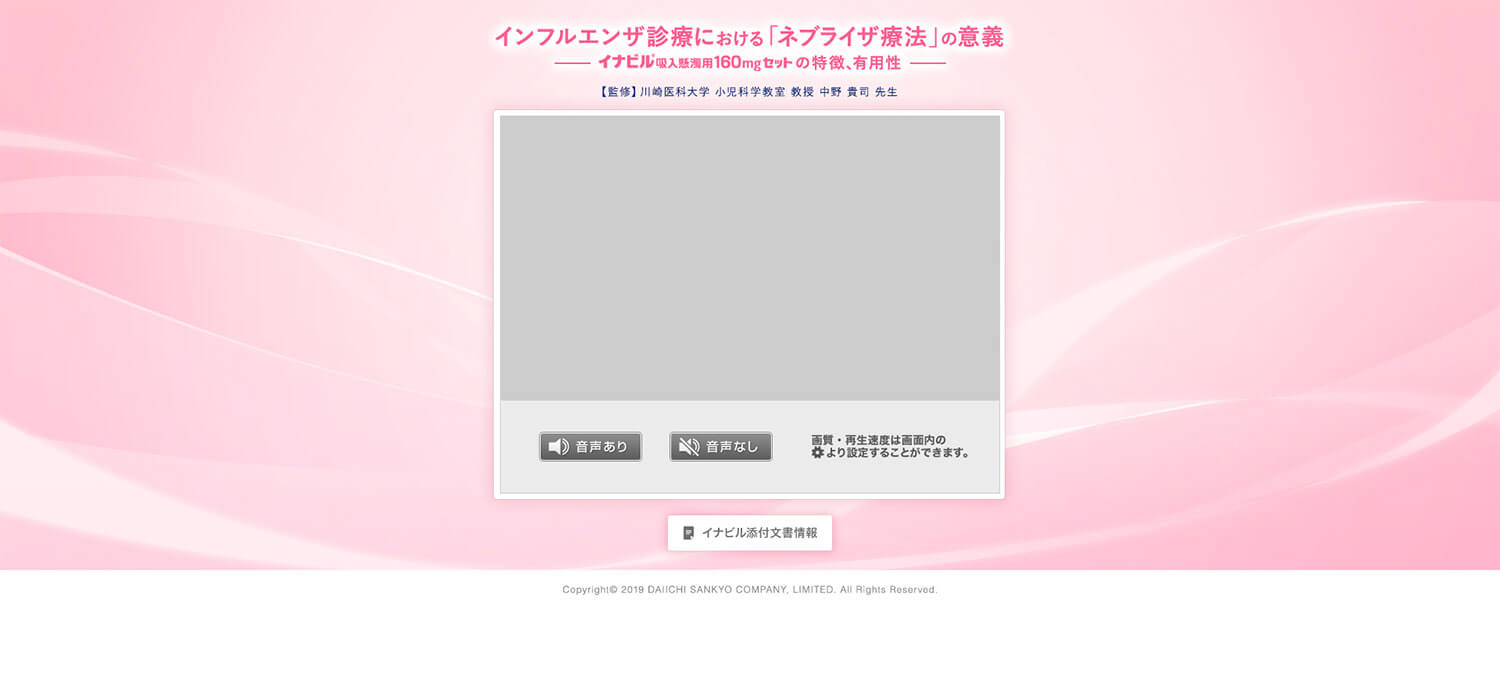 インフルエンザ診療における「ネブライザ療法」の意義
イナビル®吸入懸濁用160mgセットの特徴、有用性
【監修】川崎医科大学 小児科学教室 教授 中野 貴司 先生
音声あり
音声なし
画質・再生速度は画面内の
より設定することができます。
イナビル添付文書情報
Copyright© 2019 DAIICHI SANKYO COMPANY, LIMITED. All Rights Reserved.